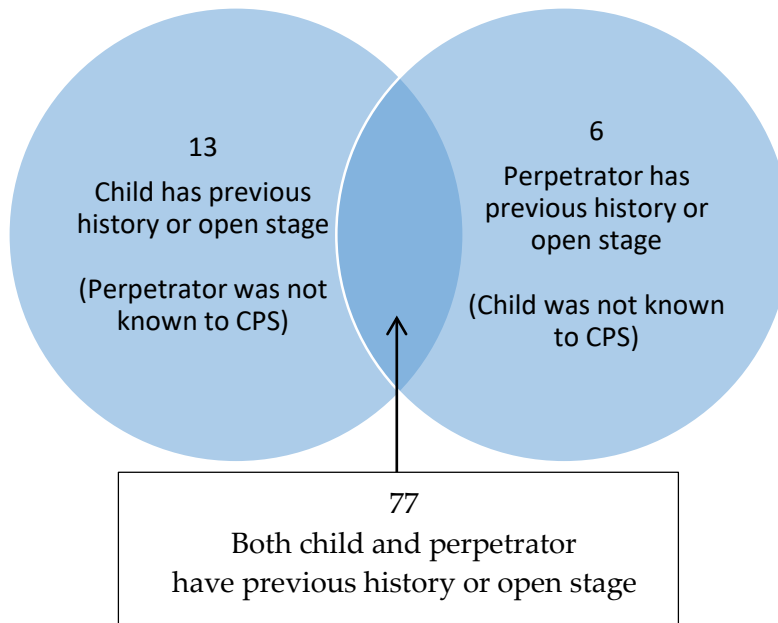 13
Child has previous
history or open stage
(Perpetrator was not
known to CPS)
6
Perpetrator has
previous history or
open stage
(Child was not known
to CPS)
77
Both child and perpetrator
have previous history or open stage